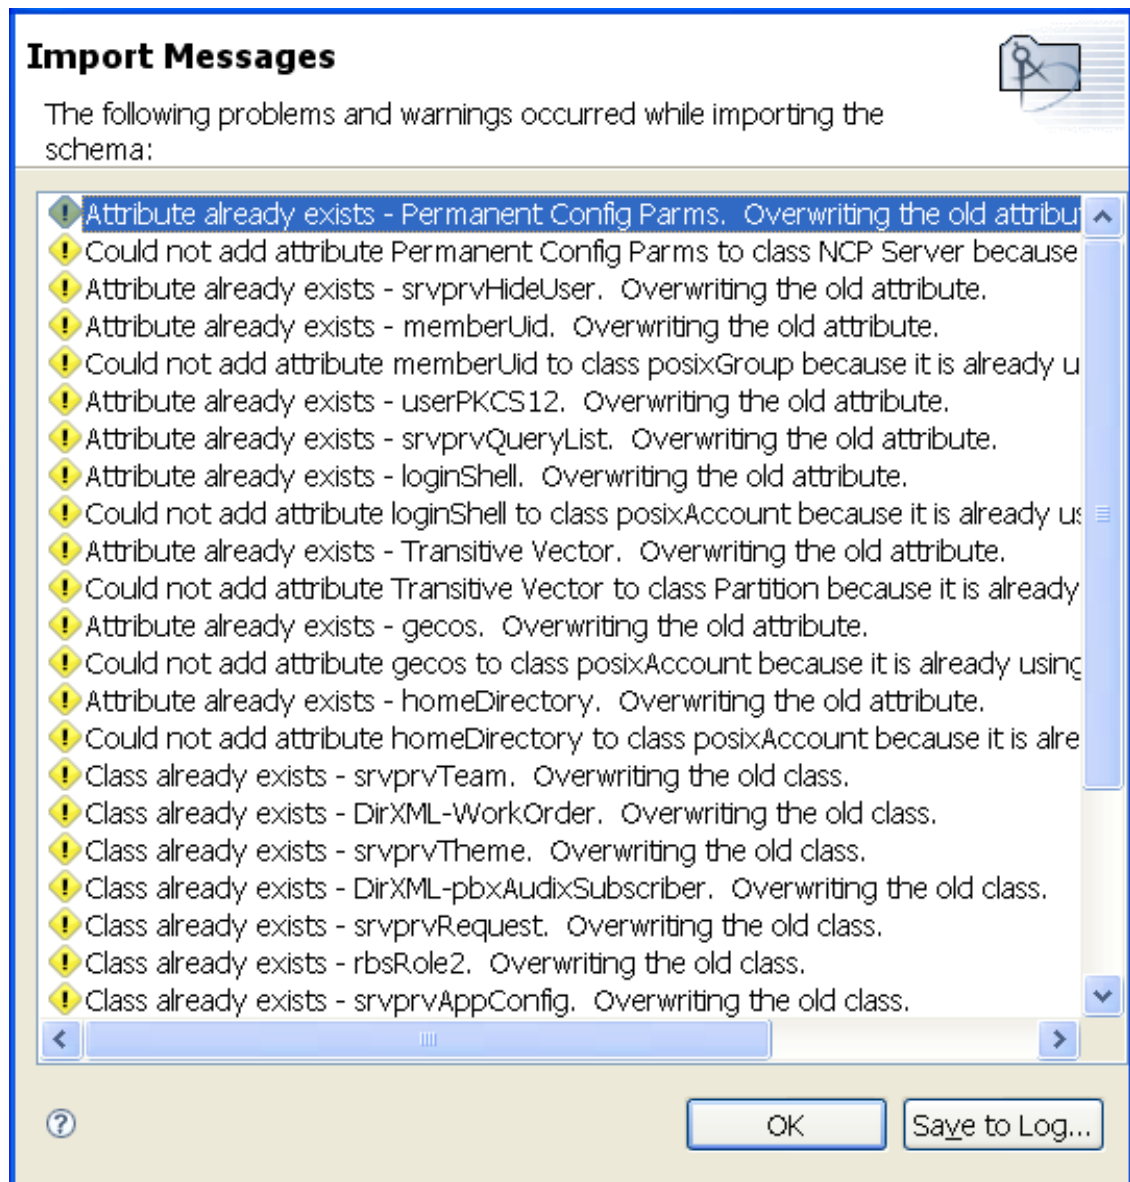 Import Messages
The following problems and warnings occurred while importing the
schema:
Attribute already exists - Permanent Config Parms. Overwriting the old attribu
Could not add attribute Permanent Config Parms to class NCP Server because
Attribute already exists - srvprvHideUser. Overwriting the old attribute.
Attribute already exists - memberUid. Overwriting the old attribute.
Could not add attribute memberUid to class posixGroup because it is already u
Attribute already exists - userPKCS12. Overwriting the old attribute.
Attribute already exists - srvprvQueryList. Overwriting the old attribute.
Attribute already exists - loginShell. Overwriting the old attribute.
Could not add attribute loginShell to class posixAccount because it is already us
Attribute already exists - Transitive Vector. Overwriting the old attribute.
Could not add attribute Transitive Vector to class Partition because it is already
Attribute already exists - gecos. Overwriting the old attribute.
Could not add attribute gecos to class posixAccount because it is already using
Attribute already exists - homeDirectory. Overwriting the old attribute.
Could not add attribute homeDirectory to class posixAccount because it is alre
Class already exists - srvprvTeam. Overwriting the old class.
Class already exists - DirXML-WorkOrder. Overwriting the old class.
Class already exists - srvprvTheme. Overwriting the old class.
Class already exists - DirXML-pbxAudixSubscriber. Overwriting the old class.
Class already exists - srvprvRequest. Overwriting the old class.
Class already exists - rbsRole2. Overwriting the old class.
Class already exists - srvprvAppConfig. Overwriting the old class.
OK
Save to Log...